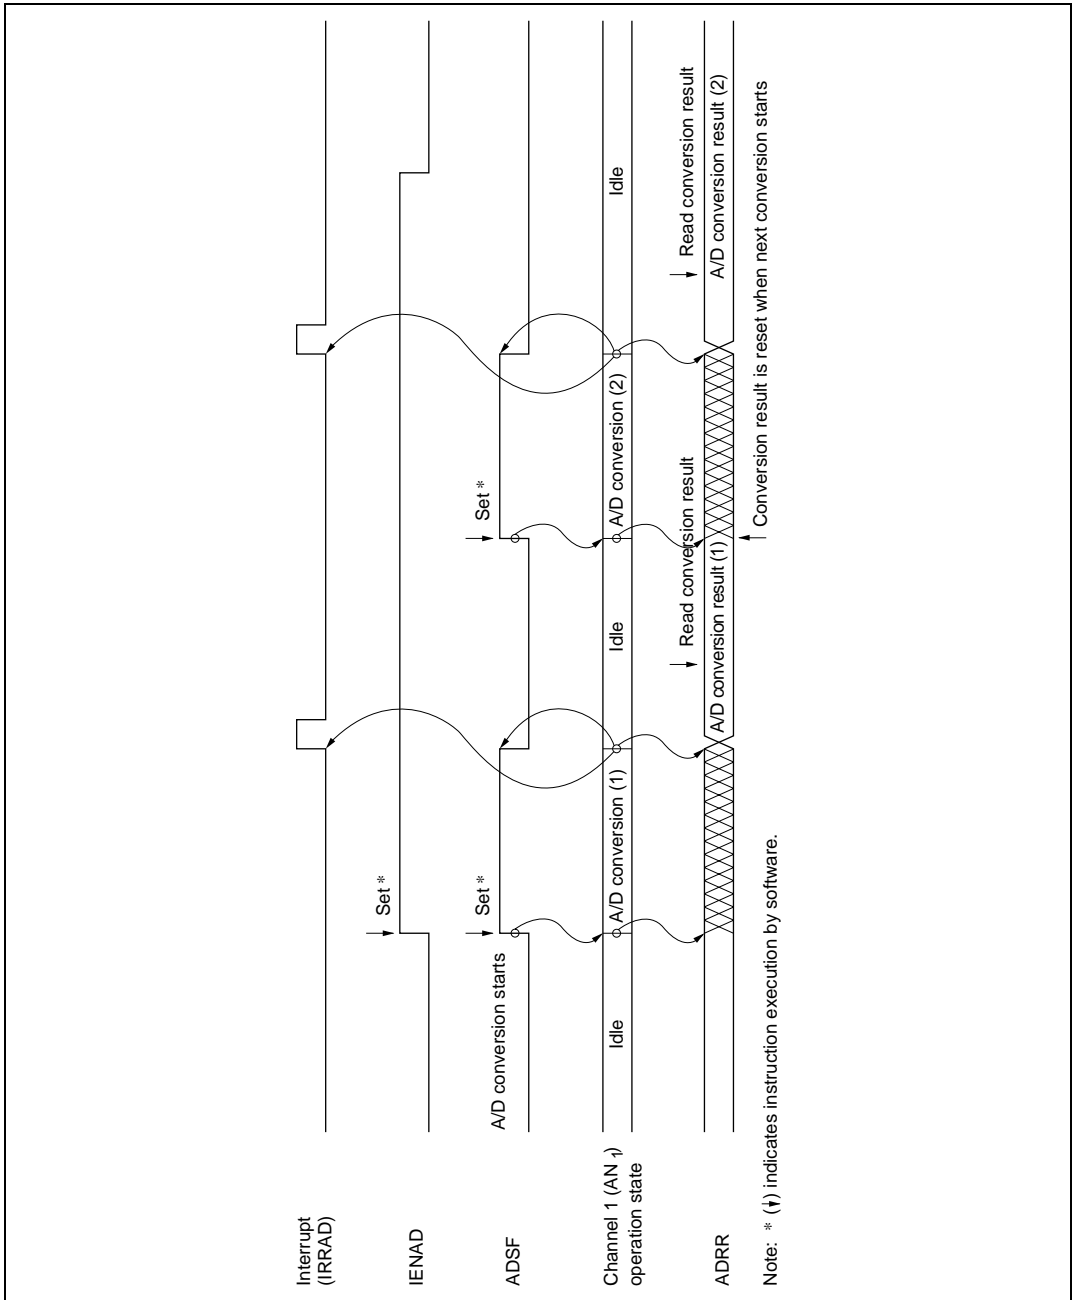 Interrupt
(IRRAD)
IENAD
Set *
ADSF
A/D conversion starts
Set *
Set *
Channel 1 (AN 1)
operation state
Idle
A/D conversion (1)
Idle
A/D conversion (2)
Idle
Read conversion result
Read conversion result
ADRR
A/D conversion result (1)
A/D conversion result (2)
Conversion result is reset when next conversion starts
Note: * (↓) indicates instruction execution by software.